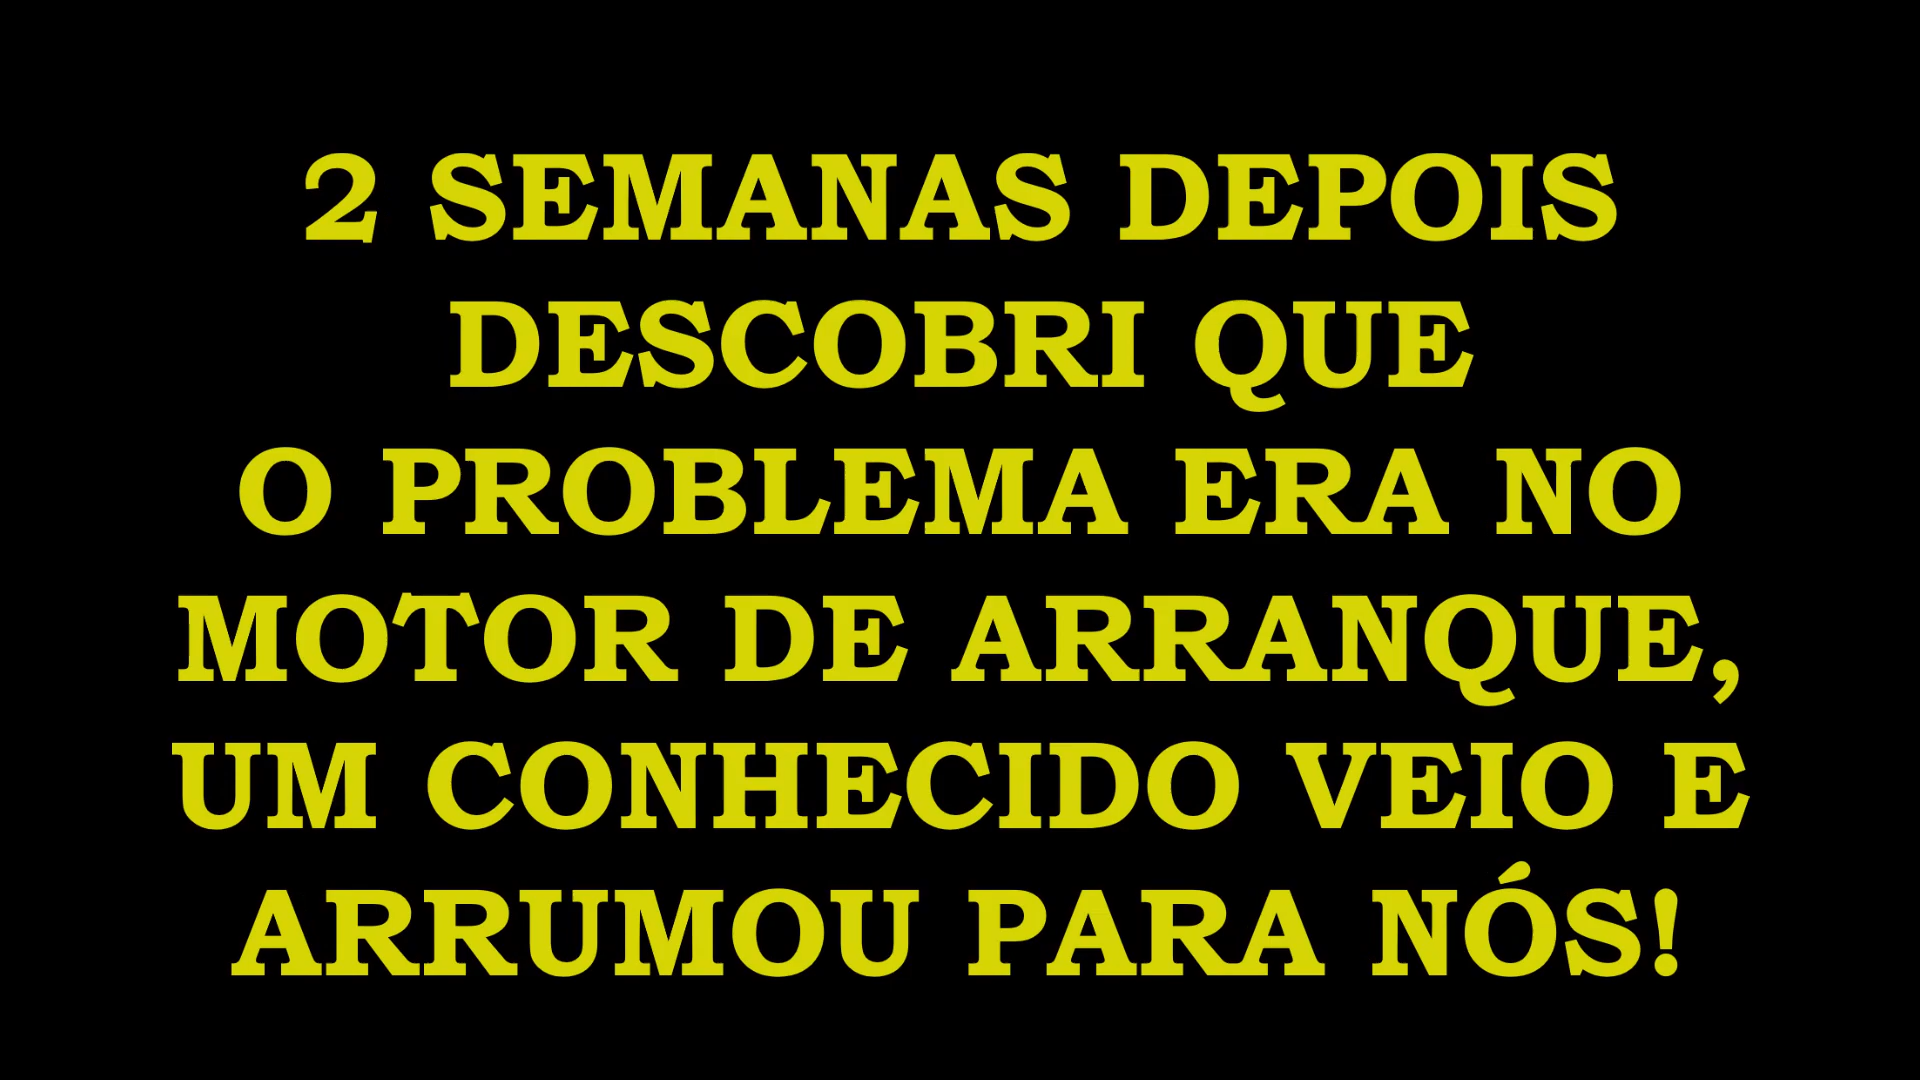 2 SEMANAS DEPOIS
DESCOBRI QUE
O PROBLEMA ERA NO
MOTOR DE ARRANQUE,
UM CONHECIDO VEIO E
ARRUMOU PARA NÓS!